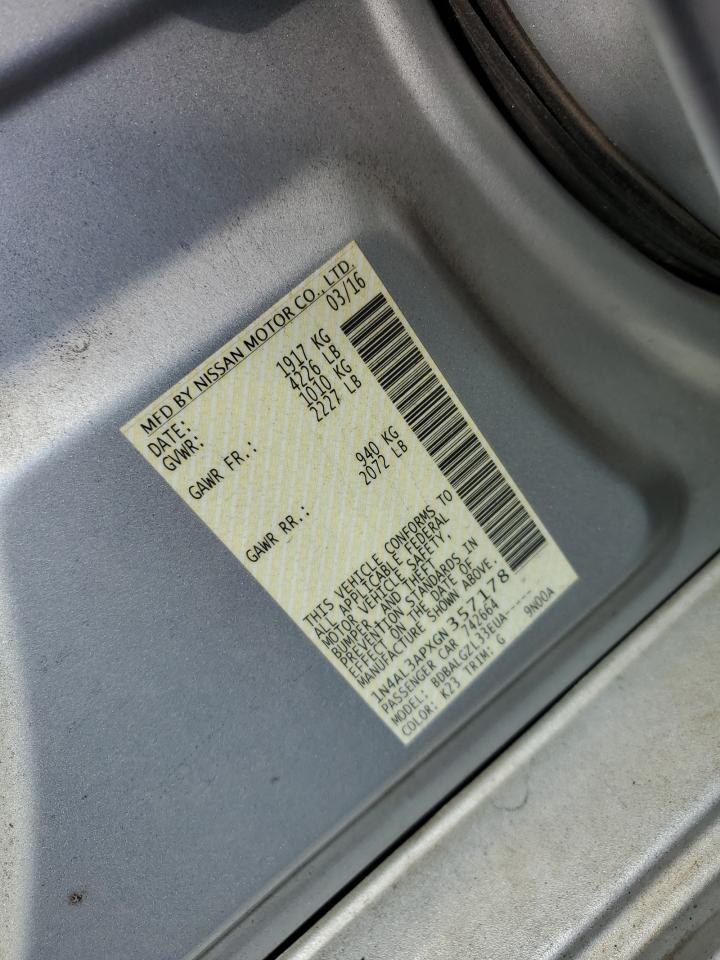 MFD BY NISSAN MOTOR CO., LTD.
DATE: 03/16
GVWR: 1917 KG
4226 LB
GAWR FR.: 1010 KG
2227 LB
GAWR RR.: 940 KG
2072 LB
THIS VEHICLE CONFORMS TO
ALL APPLICABLE FEDERAL
MOTOR VEHICLE SAFETY,
BUMPER, AND THEFT
PREVENTION STANDARDS IN
EFFECT ON THE DATE OF
MANUFACTURE SHOWN ABOVE.
1N4AL3APXGN357178
PASSENGER CAR 742664
MODEL: BDBALGZL33EUA-----
COLOR: K23 TRIM: G 9N00A